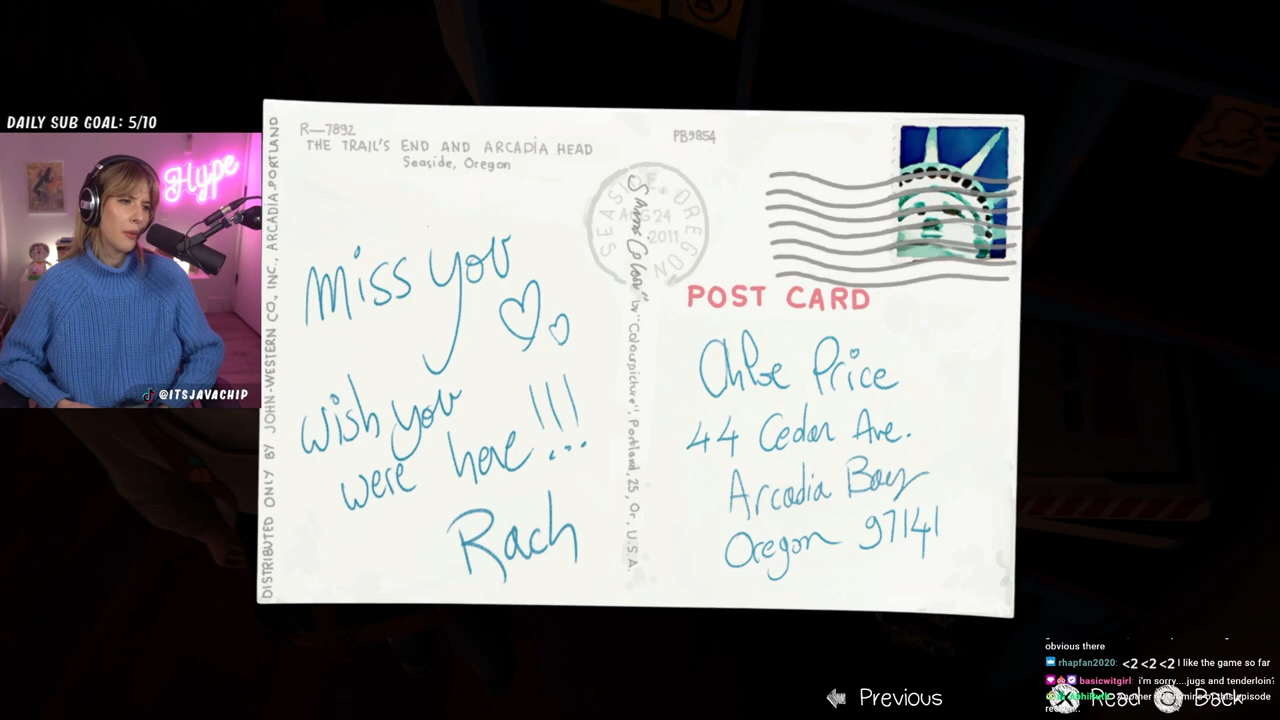 DAILY SUB GOAL: 5/10
Hype
@ITSJAVACHIP
DISTRIBUTED ONLY BY JOHN-WESTERN CO., INC., ARCADIA-PORTLAND
R—7892
THE TRAIL'S END AND ARCADIA HEAD
Seaside, Oregon
PB9854
SEASIDE, OREGON
AUG 24
2011
by "Colourpicture", Portland, 25, Or, U.S.A.
POST CARD
Miss you
wish you
were here!!!
Rach
Chloe Price
44 Cedar Ave.
Arcadia Bay
Oregon 97141
obvious there
rhapfan2020: <2 <2 <2 I like the game so far
basicwitgirl: i'm sorry....jugs and tenderloin?
episode
Previous
Read
Back